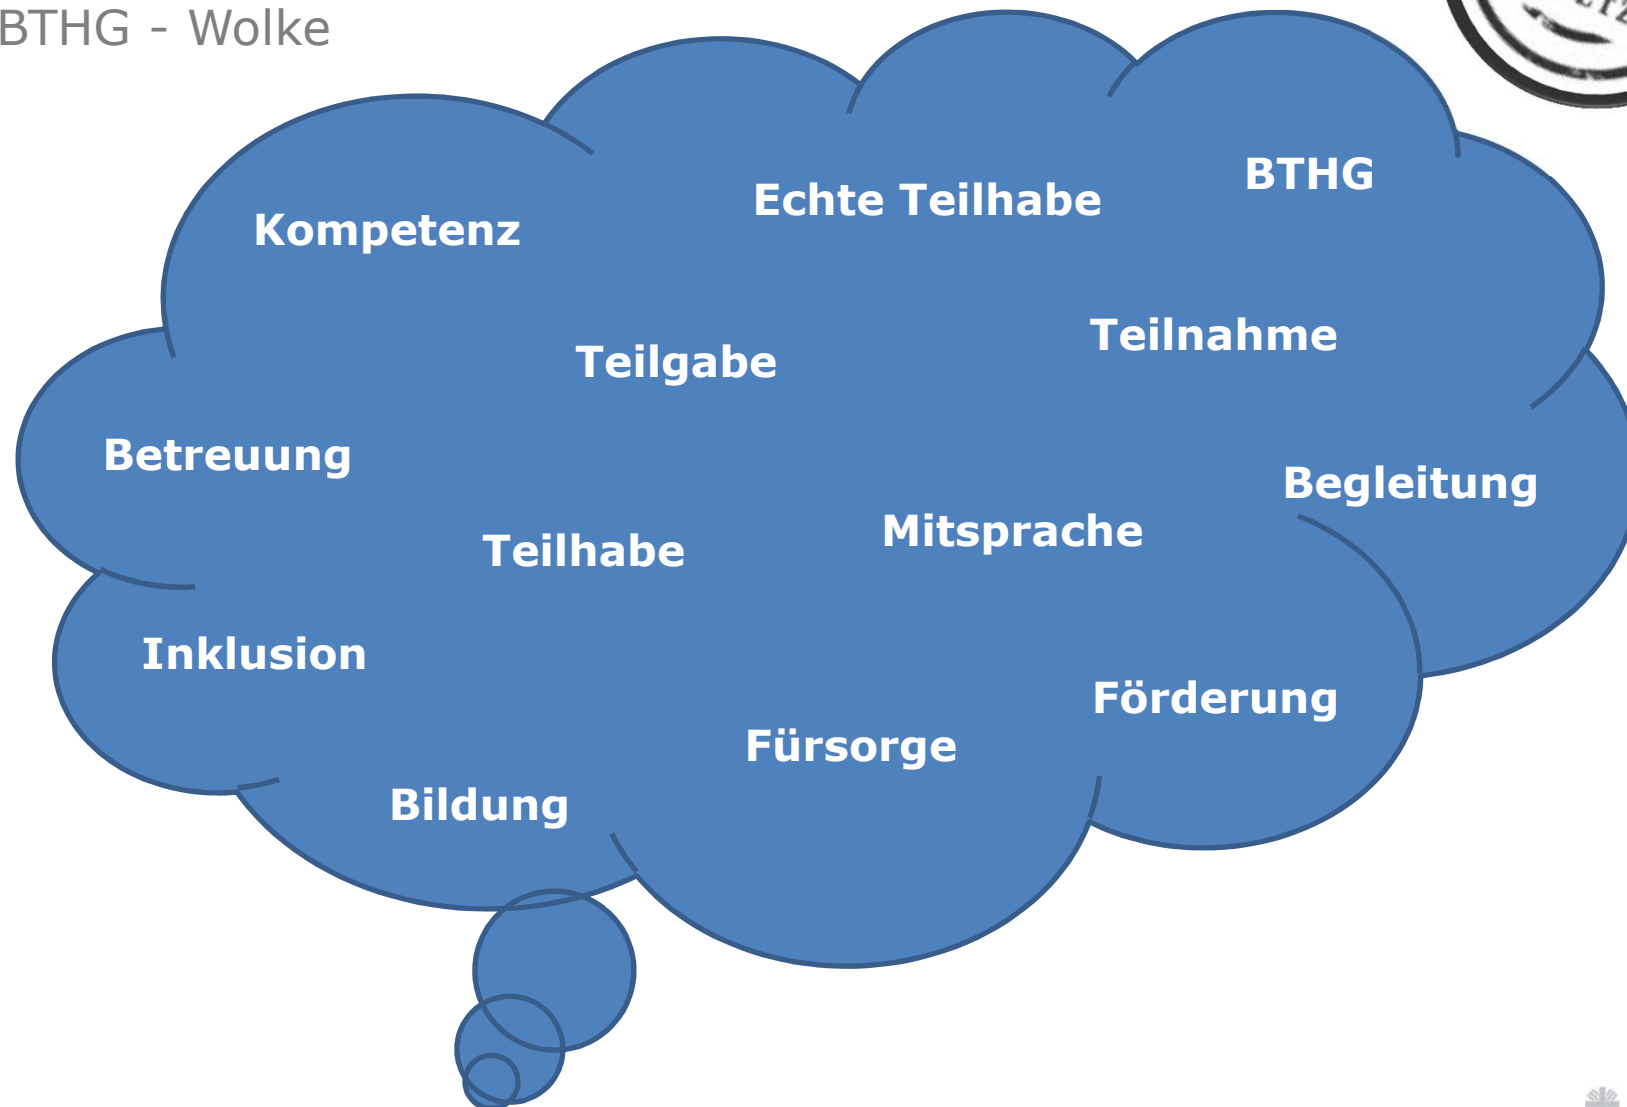 BTHG - Wolke
BTHG
Echte Teilhabe
Kompetenz
Teilnahme
Teilgabe
Betreuung
Begleitung
Mitsprache
Teilhabe
Inklusion
Förderung
Fürsorge
Bildung